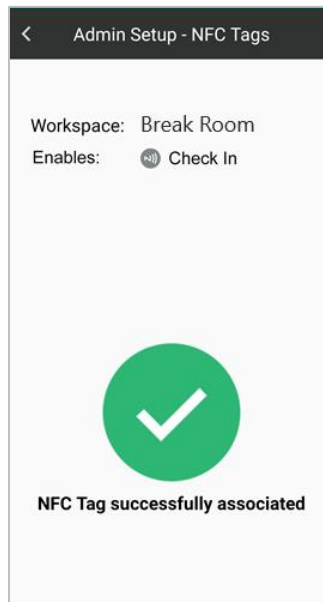 Admin Setup - NFC Tags
Workspace: Break Room
Enables: Check In
NFC Tag successfully associated